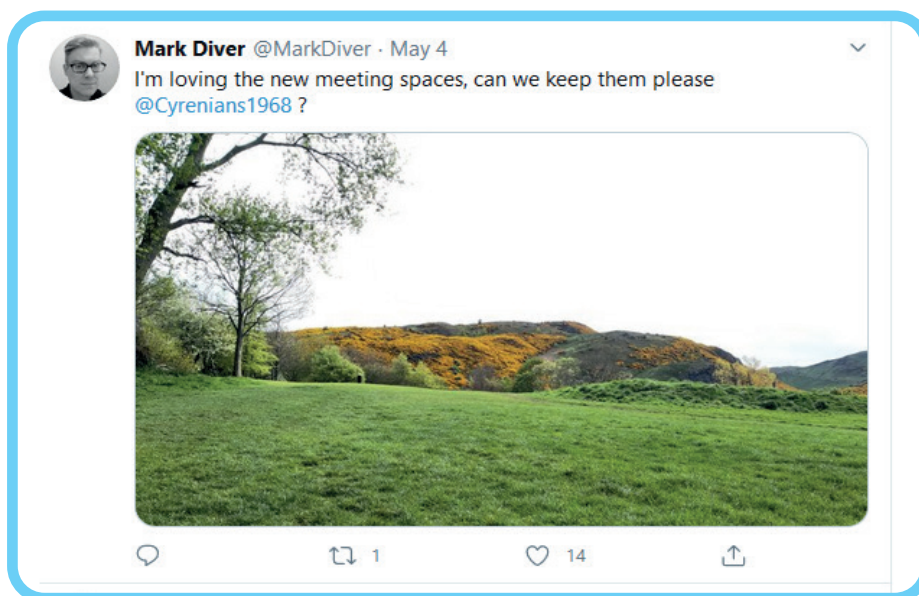 Mark Diver @MarkDiver · May 4
I'm loving the new meeting spaces, can we keep them please
@Cyrenians1968 ?
1 14